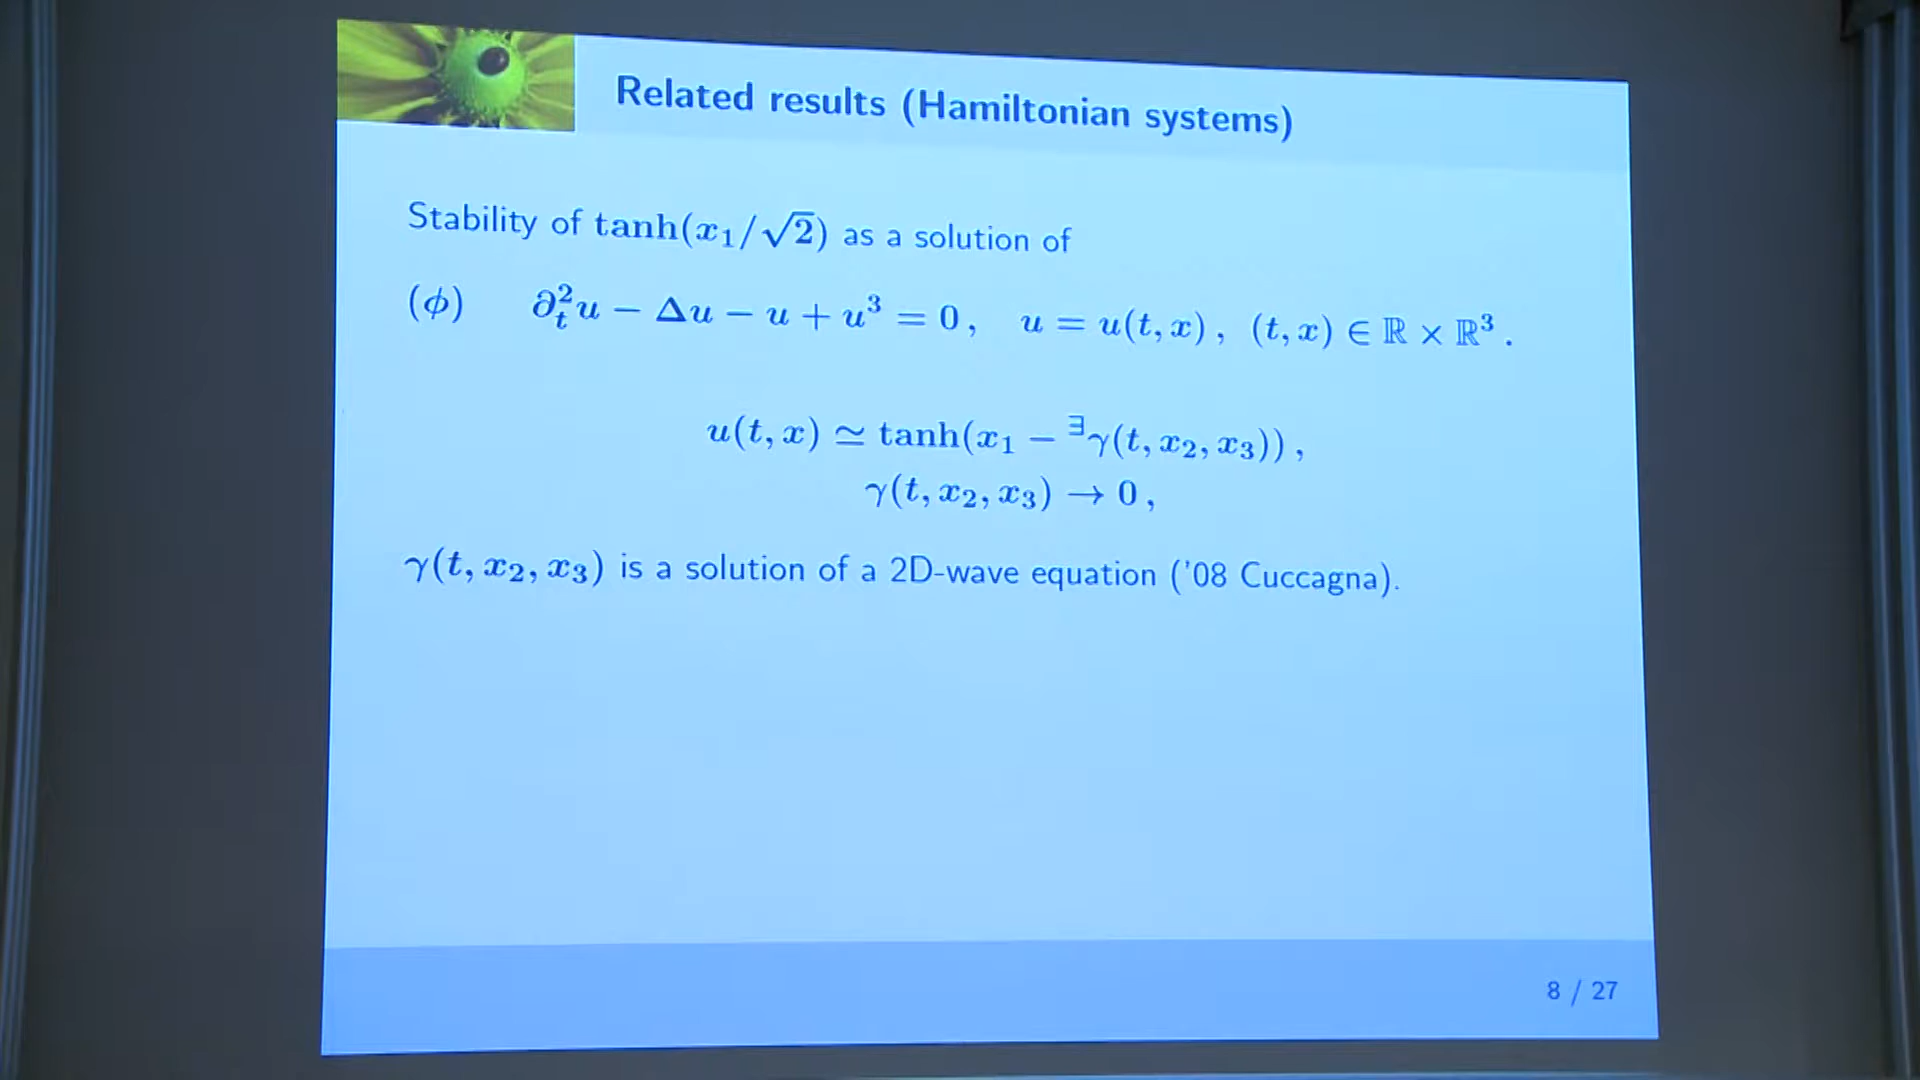 Related results (Hamiltonian systems)
Stability of tanh(x₁/√2) as a solution of
(ϕ) ∂ₜ²u − Δu − u + u³ = 0, u = u(t, x), (t, x) ∈ ℝ × ℝ³.
u(t, x) ≃ tanh(x₁ − ᴲγ(t, x₂, x₃)),
γ(t, x₂, x₃) → 0,
γ(t, x₂, x₃) is a solution of a 2D-wave equation ('08 Cuccagna).
8 / 27